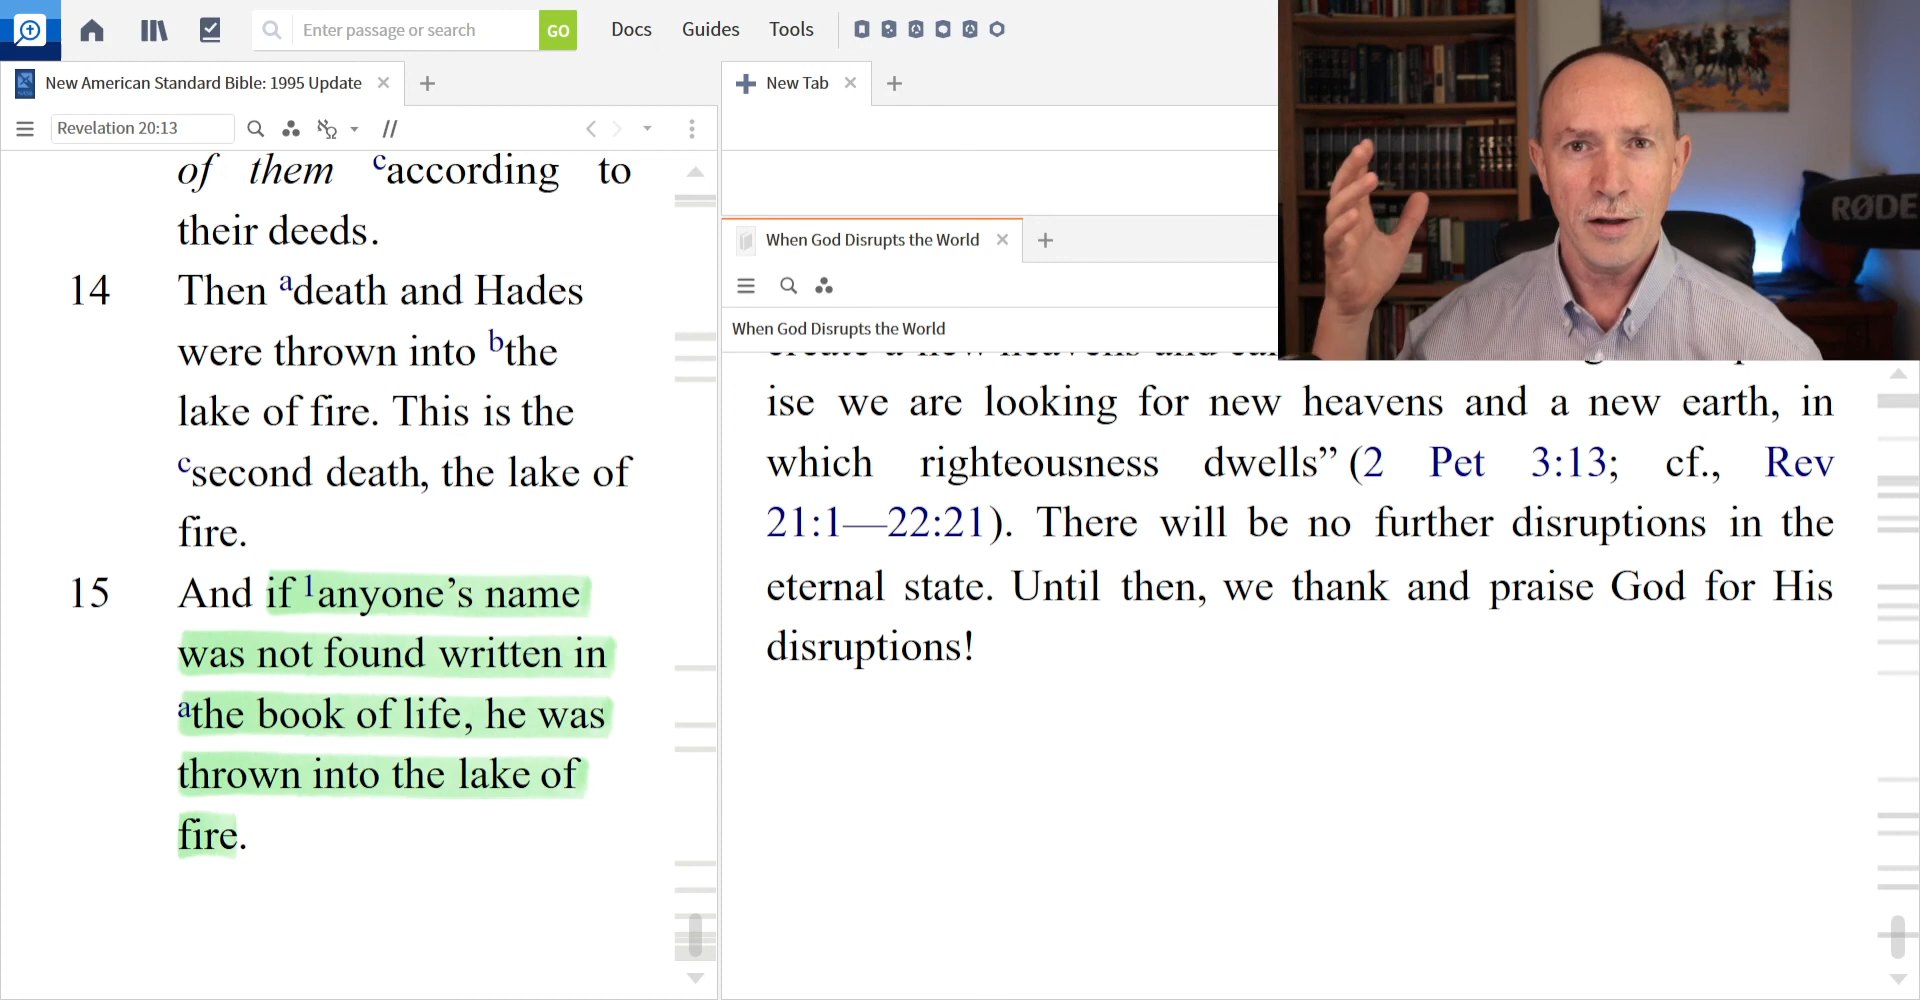 Enter passage or search
GO
Docs
Guides
Tools
New American Standard Bible: 1995 Update
New Tab
Revelation 20:13
of them ᶜaccording to
their deeds.
14 Then ᵃdeath and Hades
were thrown into ᵇthe
lake of fire. This is the
ᶜsecond death, the lake of
fire.
15 And if ¹anyone’s name
was not found written in
ᵃthe book of life, he was
thrown into the lake of
fire.
When God Disrupts the World
When God Disrupts the World
ise we are looking for new heavens and a new earth, in
which righteousness dwells” (2 Pet 3:13; cf., Rev
21:1—22:21). There will be no further disruptions in the
eternal state. Until then, we thank and praise God for His
disruptions!
RØDE